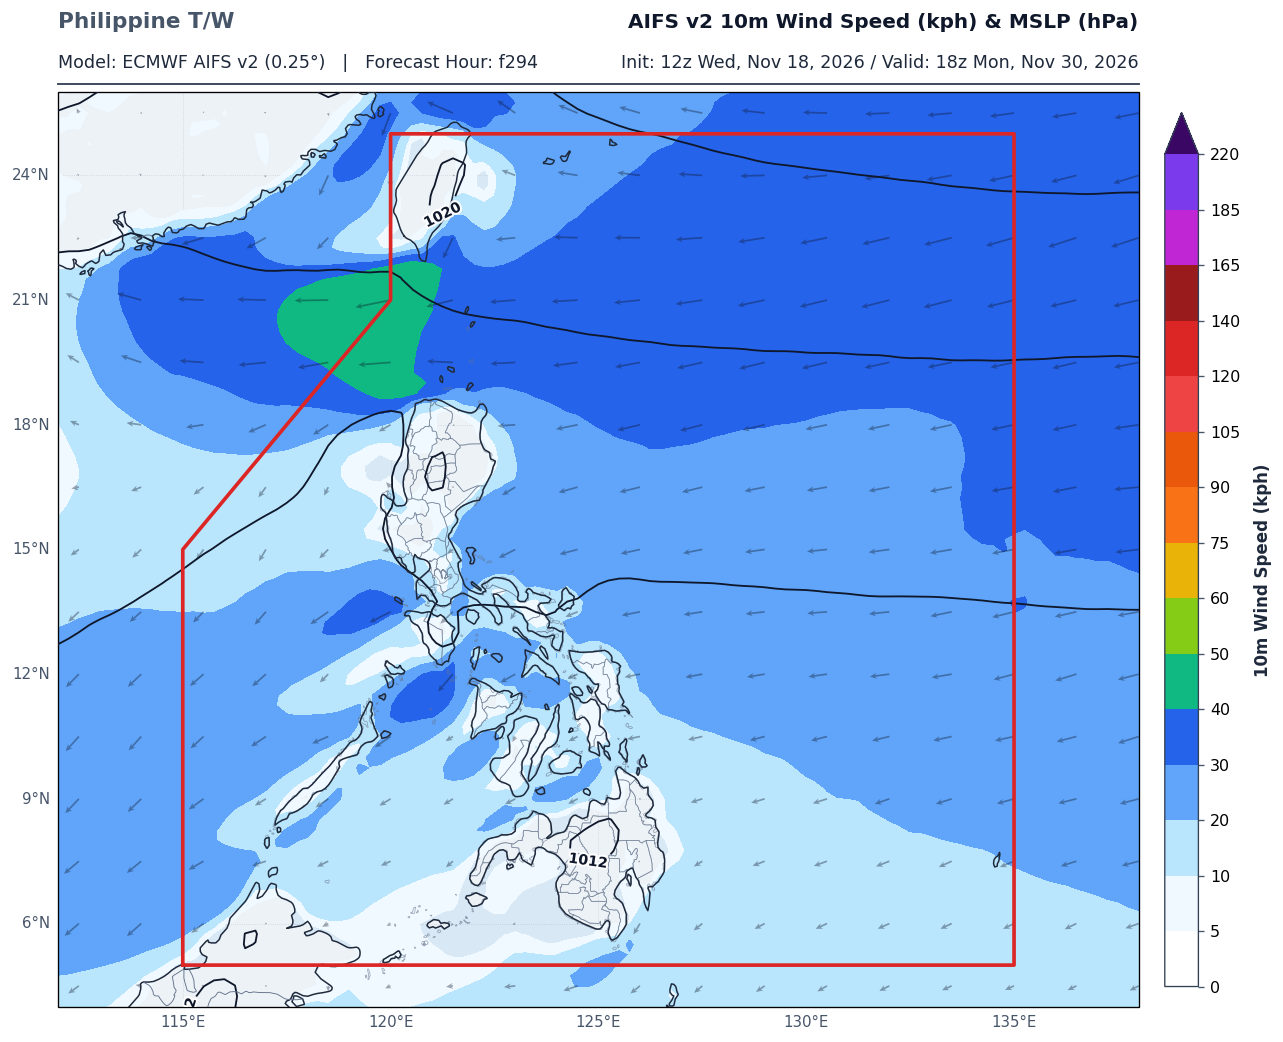 Philippine T/W
AIFS v2 10m Wind Speed (kph) & MSLP (hPa)
Model: ECMWF AIFS v2 (0.25°) | Forecast Hour: f294
Init: 12z Wed, Nov 18, 2026 / Valid: 18z Mon, Nov 30, 2026
24°N
21°N
18°N
15°N
12°N
9°N
6°N
1020
1012
2
115°E
120°E
125°E
130°E
135°E
220
185
165
140
120
105
90
75
60
50
40
30
20
10
5
0
10m Wind Speed (kph)